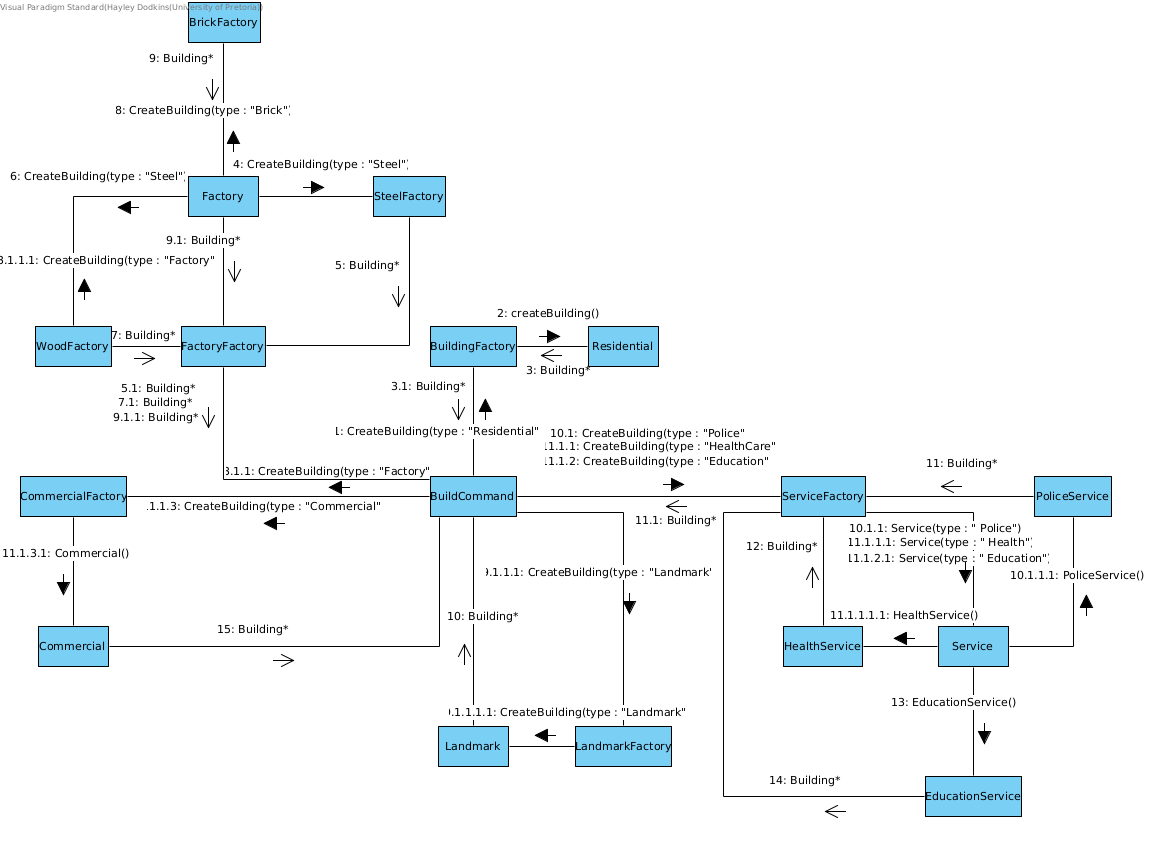 Visual Paradigm Standard(Hayley Dodkins(University of Pretoria))
BrickFactory
9: Building*
8: CreateBuilding(type : "Brick")
4: CreateBuilding(type : "Steel")
6: CreateBuilding(type : "Steel")
Factory
SteelFactory
9.1: Building*
3.1.1.1: CreateBuilding(type : "Factory"
5: Building*
2: createBuilding()
7: Building*
WoodFactory
FactoryFactory
BuildingFactory
Residential
3: Building*
5.1: Building*
7.1: Building*
9.1.1: Building*
3.1: Building*
1: CreateBuilding(type : "Residential"
10.1: CreateBuilding(type : "Police"
11.1.1: CreateBuilding(type : "HealthCare"
11.1.2: CreateBuilding(type : "Education"
3.1.1: CreateBuilding(type : "Factory"
11: Building*
CommercialFactory
BuildCommand
ServiceFactory
PoliceService
.1.1.3: CreateBuilding(type : "Commercial"
11.1: Building*
10.1.1: Service(type : " Police")
11.1.1.1: Service(type : " Health")
11.1.2.1: Service(type : " Education")
11.1.3.1: Commercial()
12: Building*
9.1.1.1: CreateBuilding(type : "Landmark"
10.1.1.1: PoliceService()
10: Building*
11.1.1.1.1: HealthService()
15: Building*
Commercial
HealthService
Service
13: EducationService()
.1.1.1.1: CreateBuilding(type : "Landmark"
Landmark
LandmarkFactory
14: Building*
EducationService